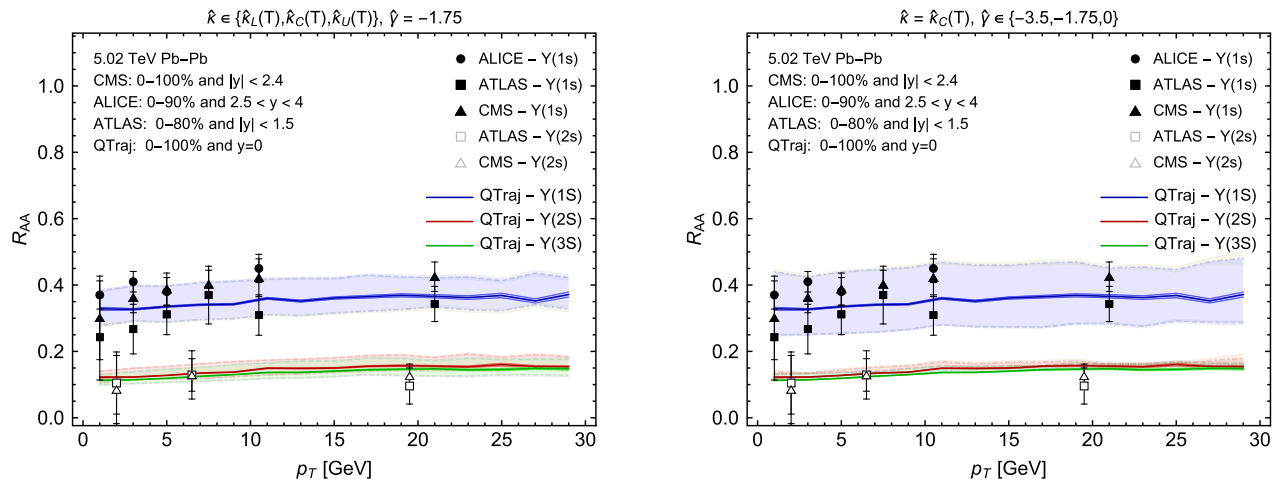 κ̂ ∈ {κ̂_L(T),κ̂_C(T),κ̂_U(T)}, γ̂ = −1.75
5.02 TeV Pb–Pb
CMS: 0–100% and |y| < 2.4
ALICE: 0–90% and 2.5 < y < 4
ATLAS: 0–80% and |y| < 1.5
QTraj: 0–100% and y=0
ALICE – Υ(1s)
ATLAS – Υ(1s)
CMS – Υ(1s)
ATLAS – Υ(2s)
CMS – Υ(2s)
QTraj – Υ(1S)
QTraj – Υ(2S)
QTraj – Υ(3S)
R_AA
1.0
0.8
0.6
0.4
0.2
0.0
0 5 10 15 20 25 30
p_T [GeV]
κ̂ = κ̂_C(T), γ̂ ∈ {−3.5,−1.75,0}
5.02 TeV Pb–Pb
CMS: 0–100% and |y| < 2.4
ALICE: 0–90% and 2.5 < y < 4
ATLAS: 0–80% and |y| < 1.5
QTraj: 0–100% and y=0
ALICE – Υ(1s)
ATLAS – Υ(1s)
CMS – Υ(1s)
ATLAS – Υ(2s)
CMS – Υ(2s)
QTraj – Υ(1S)
QTraj – Υ(2S)
QTraj – Υ(3S)
R_AA
1.0
0.8
0.6
0.4
0.2
0.0
0 5 10 15 20 25 30
p_T [GeV]